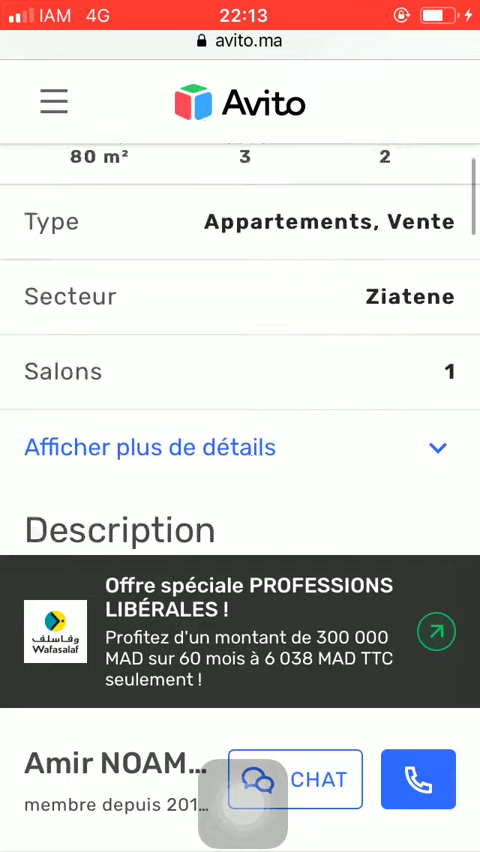 IAM 4G 22:13
avito.ma
Avito
80 m² 3 2
Type Appartements, Vente
Secteur Ziatene
Salons 1
Afficher plus de détails
Description
Offre spéciale PROFESSIONS
LIBÉRALES !
Profitez d'un montant de 300 000
MAD sur 60 mois à 6 038 MAD TTC
seulement !
وفاسلف
Wafasalaf
Amir NOAM...
CHAT
membre depuis 201...